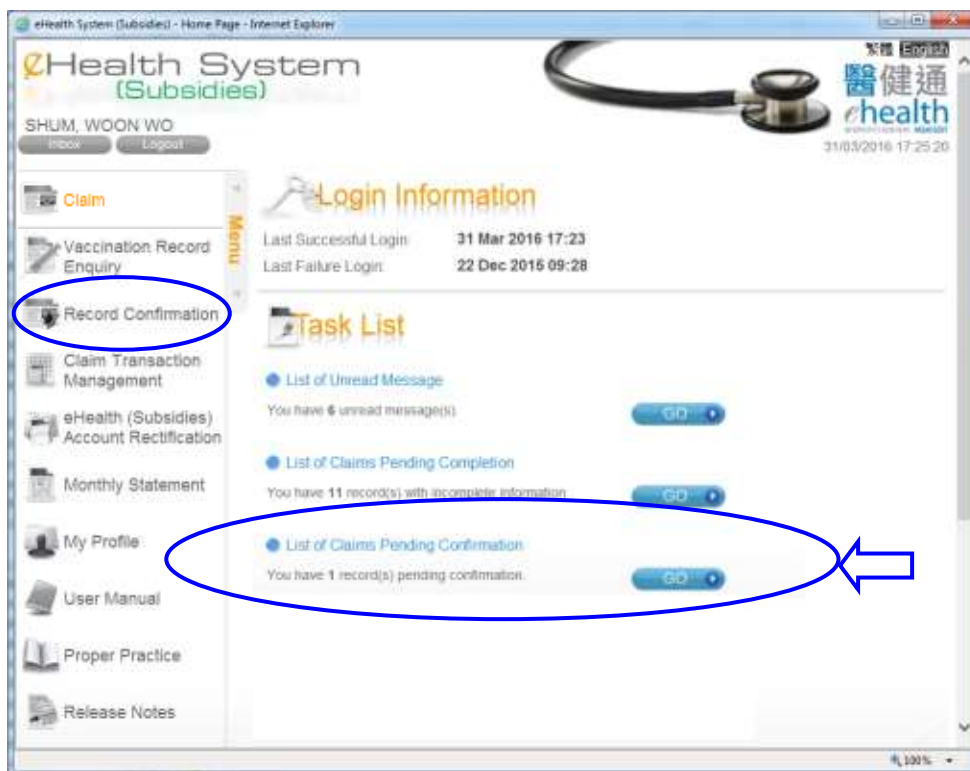 eHealth System (Subsidies) - Home Page - Internet Explorer
eHealth System
(Subsidies)
繁體 English
醫健通
ehealth
SHUM, WOON WO
Inbox Logout
31/03/2016 17:25:20
Claim
Vaccination Record
Enquiry
Record Confirmation
Claim Transaction
Management
eHealth (Subsidies)
Account Rectification
Monthly Statement
My Profile
User Manual
Proper Practice
Release Notes
Menu
Login Information
Last Successful Login: 31 Mar 2016 17:23
Last Failure Login: 22 Dec 2015 09:28
Task List
List of Unread Message
You have 6 unread message(s).
GO
List of Claims Pending Completion
You have 11 record(s) with incomplete information.
GO
List of Claims Pending Confirmation
You have 1 record(s) pending confirmation.
GO
100%